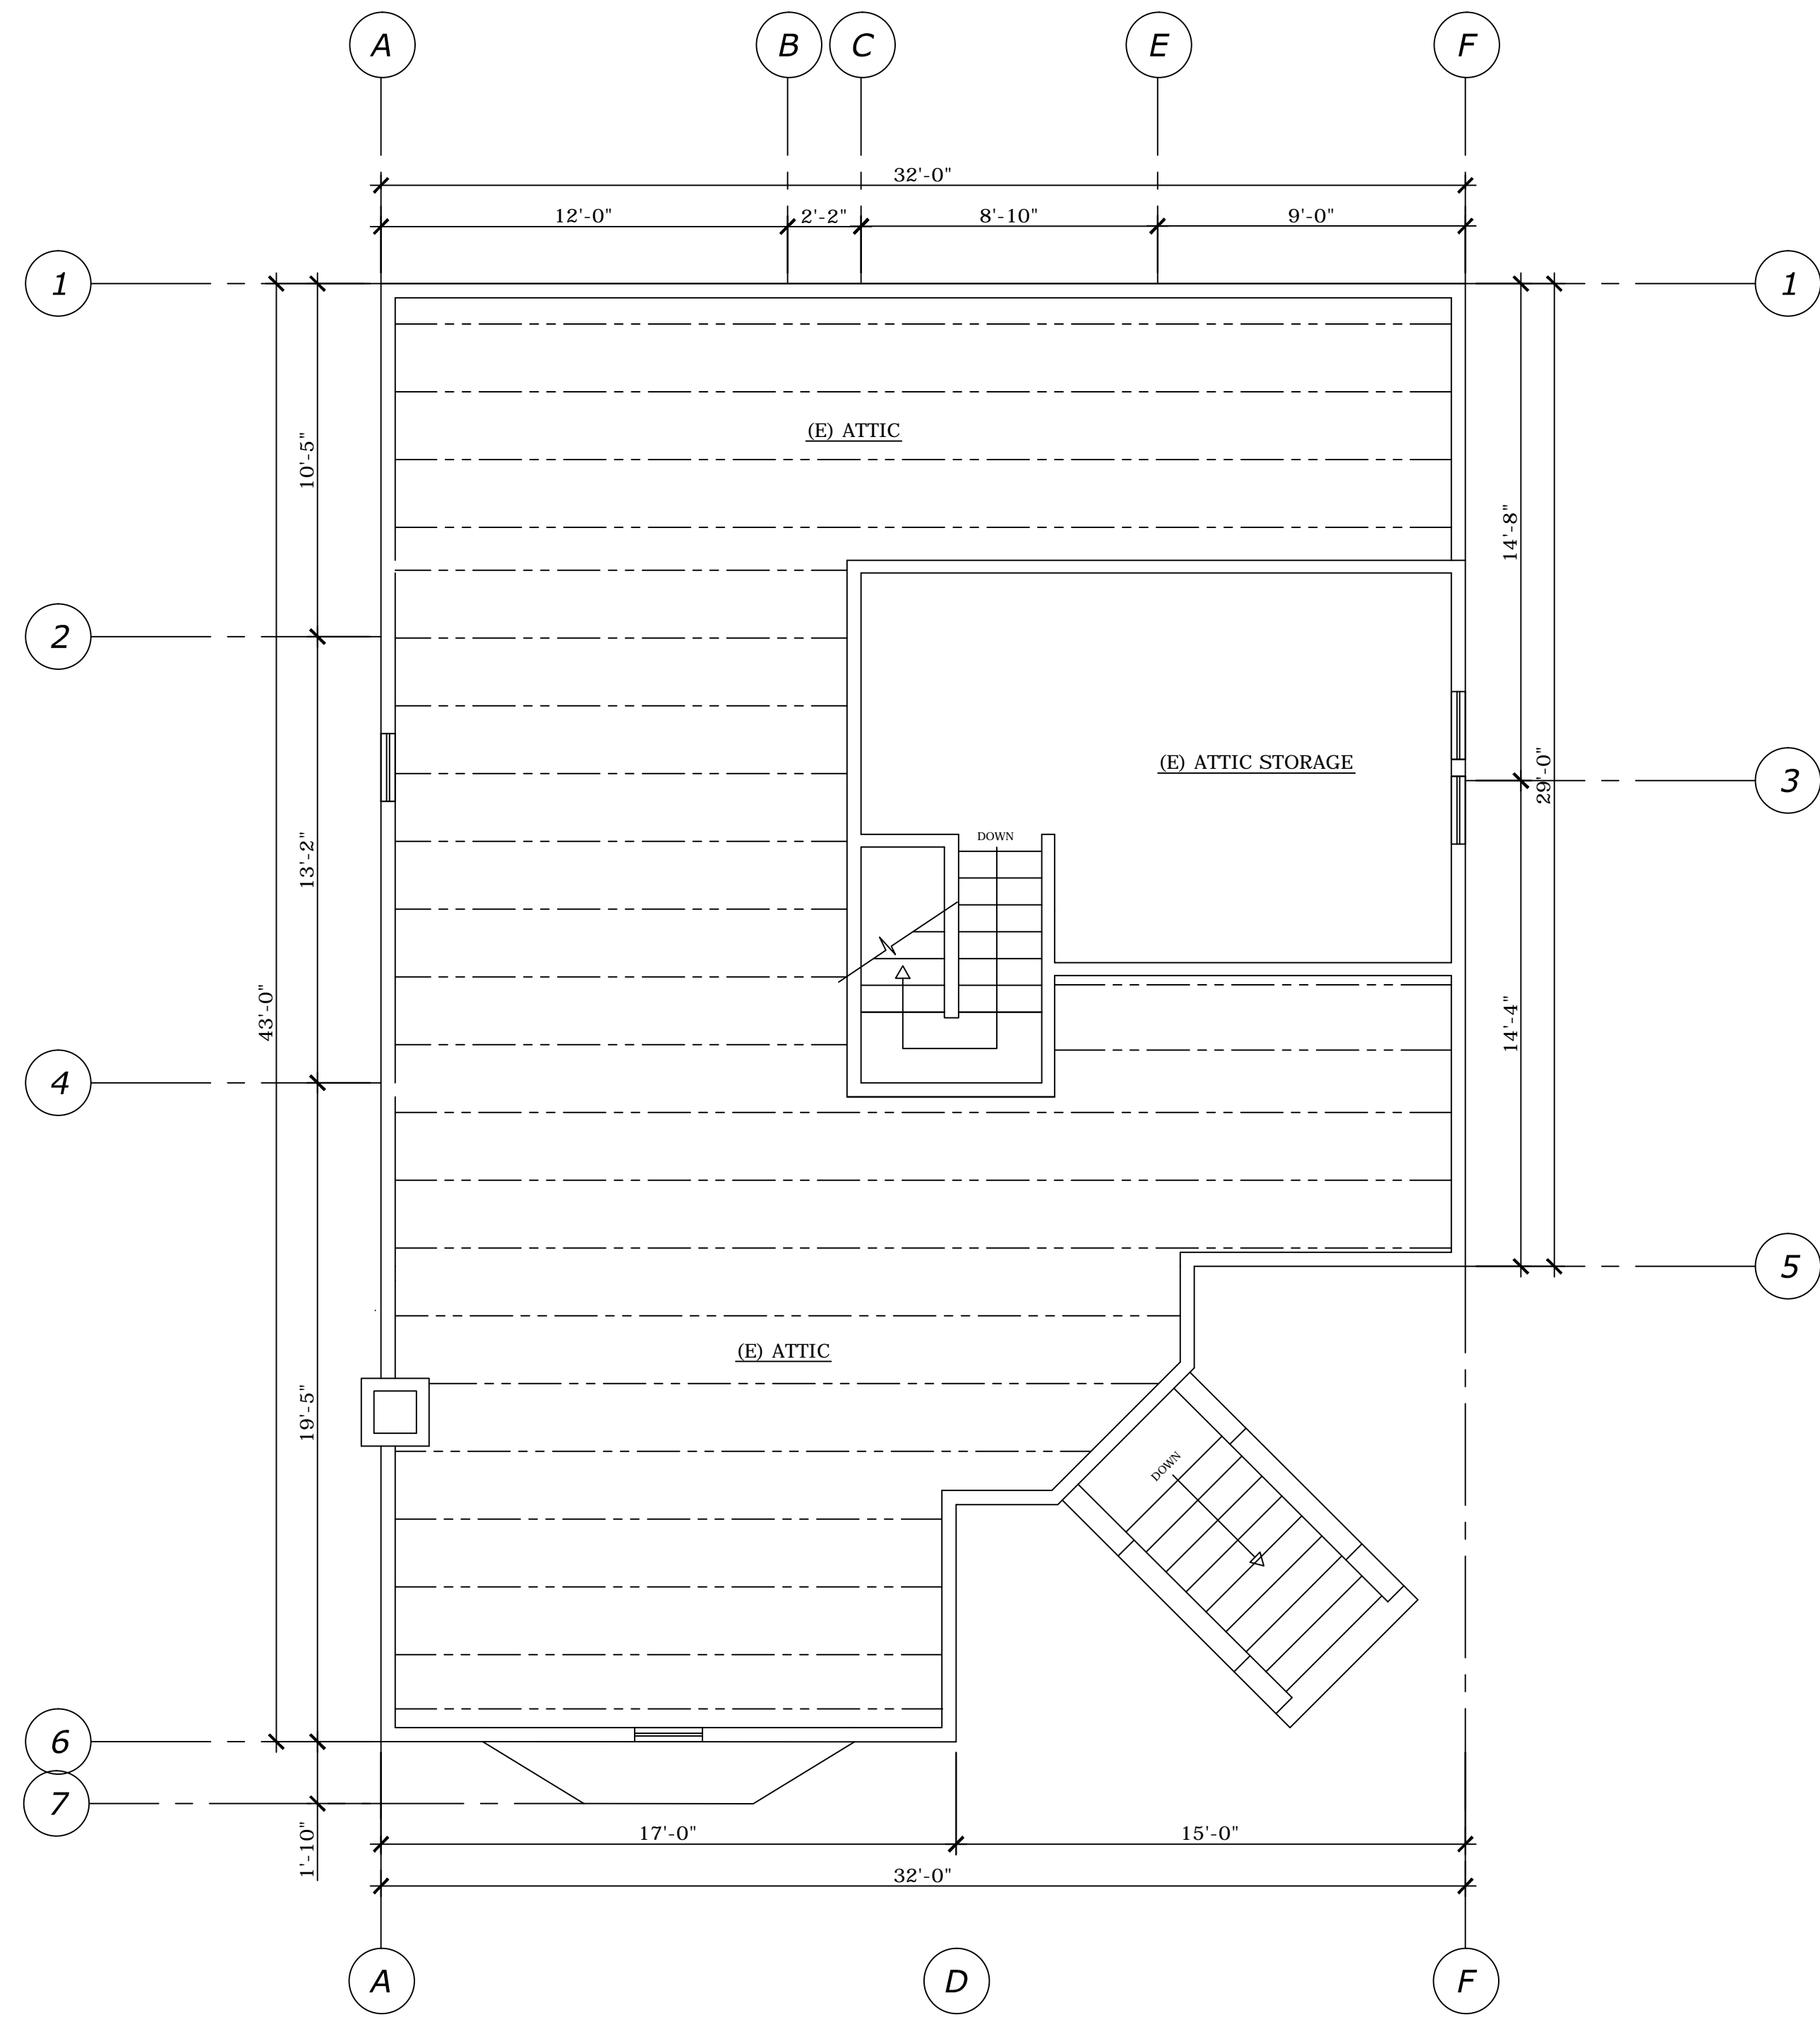 A B C E F
32'-0"
12'-0" 2'-2" 8'-10" 9'-0"
1 1
(E) ATTIC
10'-5"
14'-8"
2
(E) ATTIC STORAGE
29'-0"
3
DOWN
13'-2"
43'-0"
14'-4"
4
5
(E) ATTIC
19'-5"
DOWN
6
7
17'-0" 15'-0"
1'-10"
32'-0"
A D F